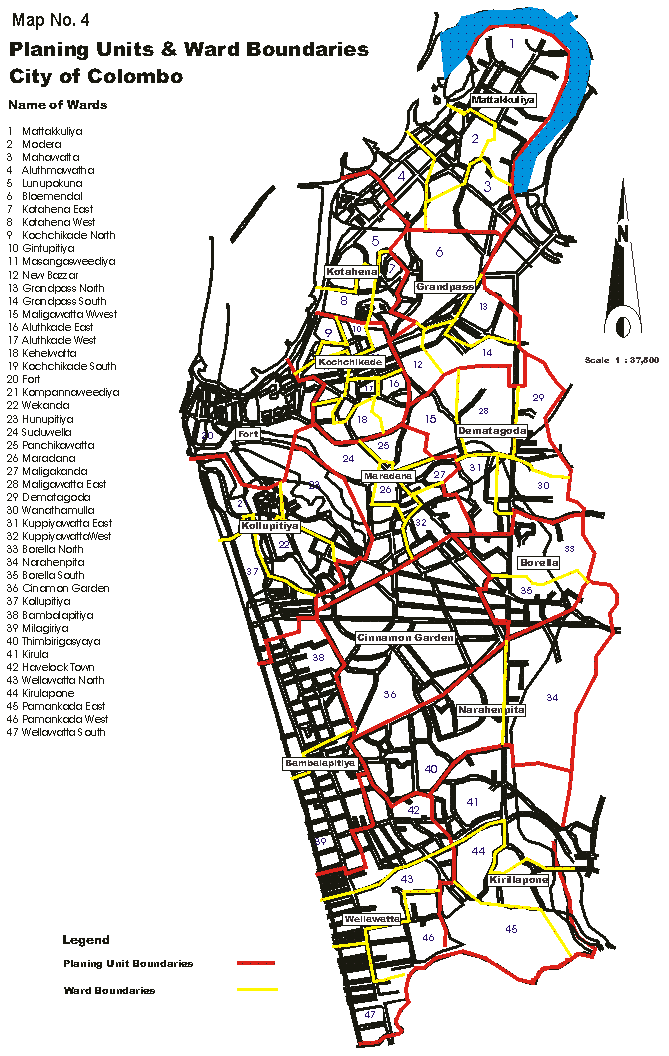 Map No. 4
Planing Units & Ward Boundaries
City of Colombo
Name of Wards
1 Mattakkuliya
2 Modera
3 Mahawatta
4 Aluthmawatha
5 Lunupokuna
6 Bloemendal
7 Kotahena East
8 Kotahena West
9 Kochchikade North
10 Gintupitiya
11 Masangasweediya
12 New Bazzar
13 Grandpass North
14 Grandpass South
15 Maligawatta Wwest
16 Aluthkade East
17 Aluthkade West
18 Kehelwatta
19 Kochchikade South
20 Fort
21 Kompannaweediya
22 Wekanda
23 Hunupitiya
24 Suduwella
25 Panchikawatta
26 Maradana
27 Maligakanda
28 Maligawatta East
29 Dematagoda
30 Wanathamulla
31 Kuppiyawatta East
32 KuppiyawattaWest
33 Borella North
34 Narahenpita
35 Borella South
36 Cinamon Garden
37 Kollupitiya
38 Bambalapitiya
39 Milagiriya
40 Thimbirigasyaya
41 Kirula
42 Havelock Town
43 Wellawatta North
44 Kirulapone
45 Pamankada East
46 Pamankada West
47 Wellawatta South
1
Mattakkuliya
2
3
4
5
6
7
Kotahena
Grandpass
8
13
9
10
Kochchikade
12
14
16
17
29
18
15
28
Fort
20
Dematagoda
25
24
Maradana
27
31
30
23
26
Kollupitiya
32
22
33
Borella
37
35
Cinnamon Garden
38
36
34
Narahenpita
Bambalapitiya
40
41
42
39
44
43
Kirillapone
Wellawatta
46
45
47
N
Scale 1 : 37,500
Legend
Planing Unit Boundaries
Ward Boundaries